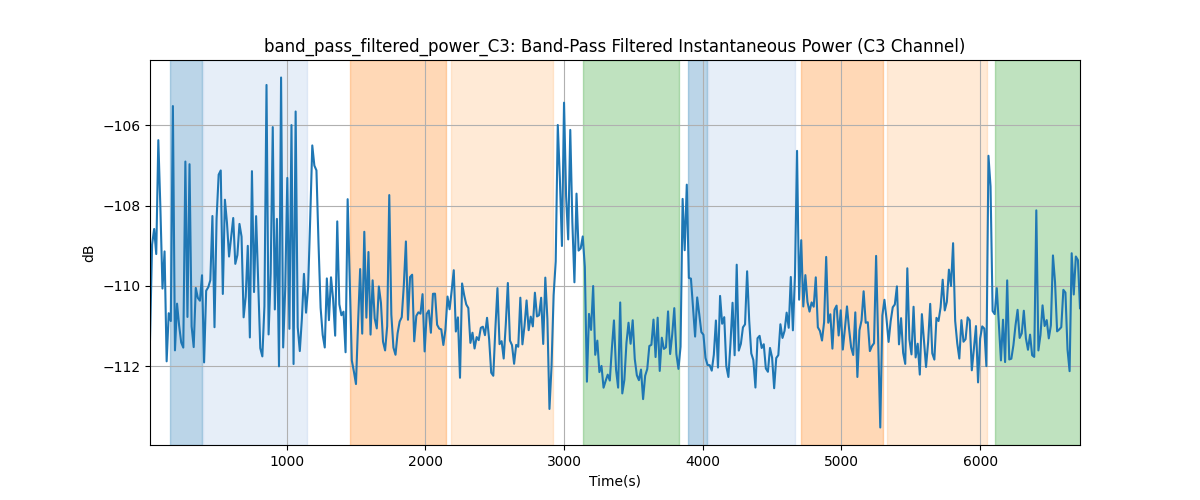 band_pass_filtered_power_C3: Band-Pass Filtered Instantaneous Power (C3 Channel)
−106
−108
−110
−112
dB
1000 2000 3000 4000 5000 6000
Time(s)